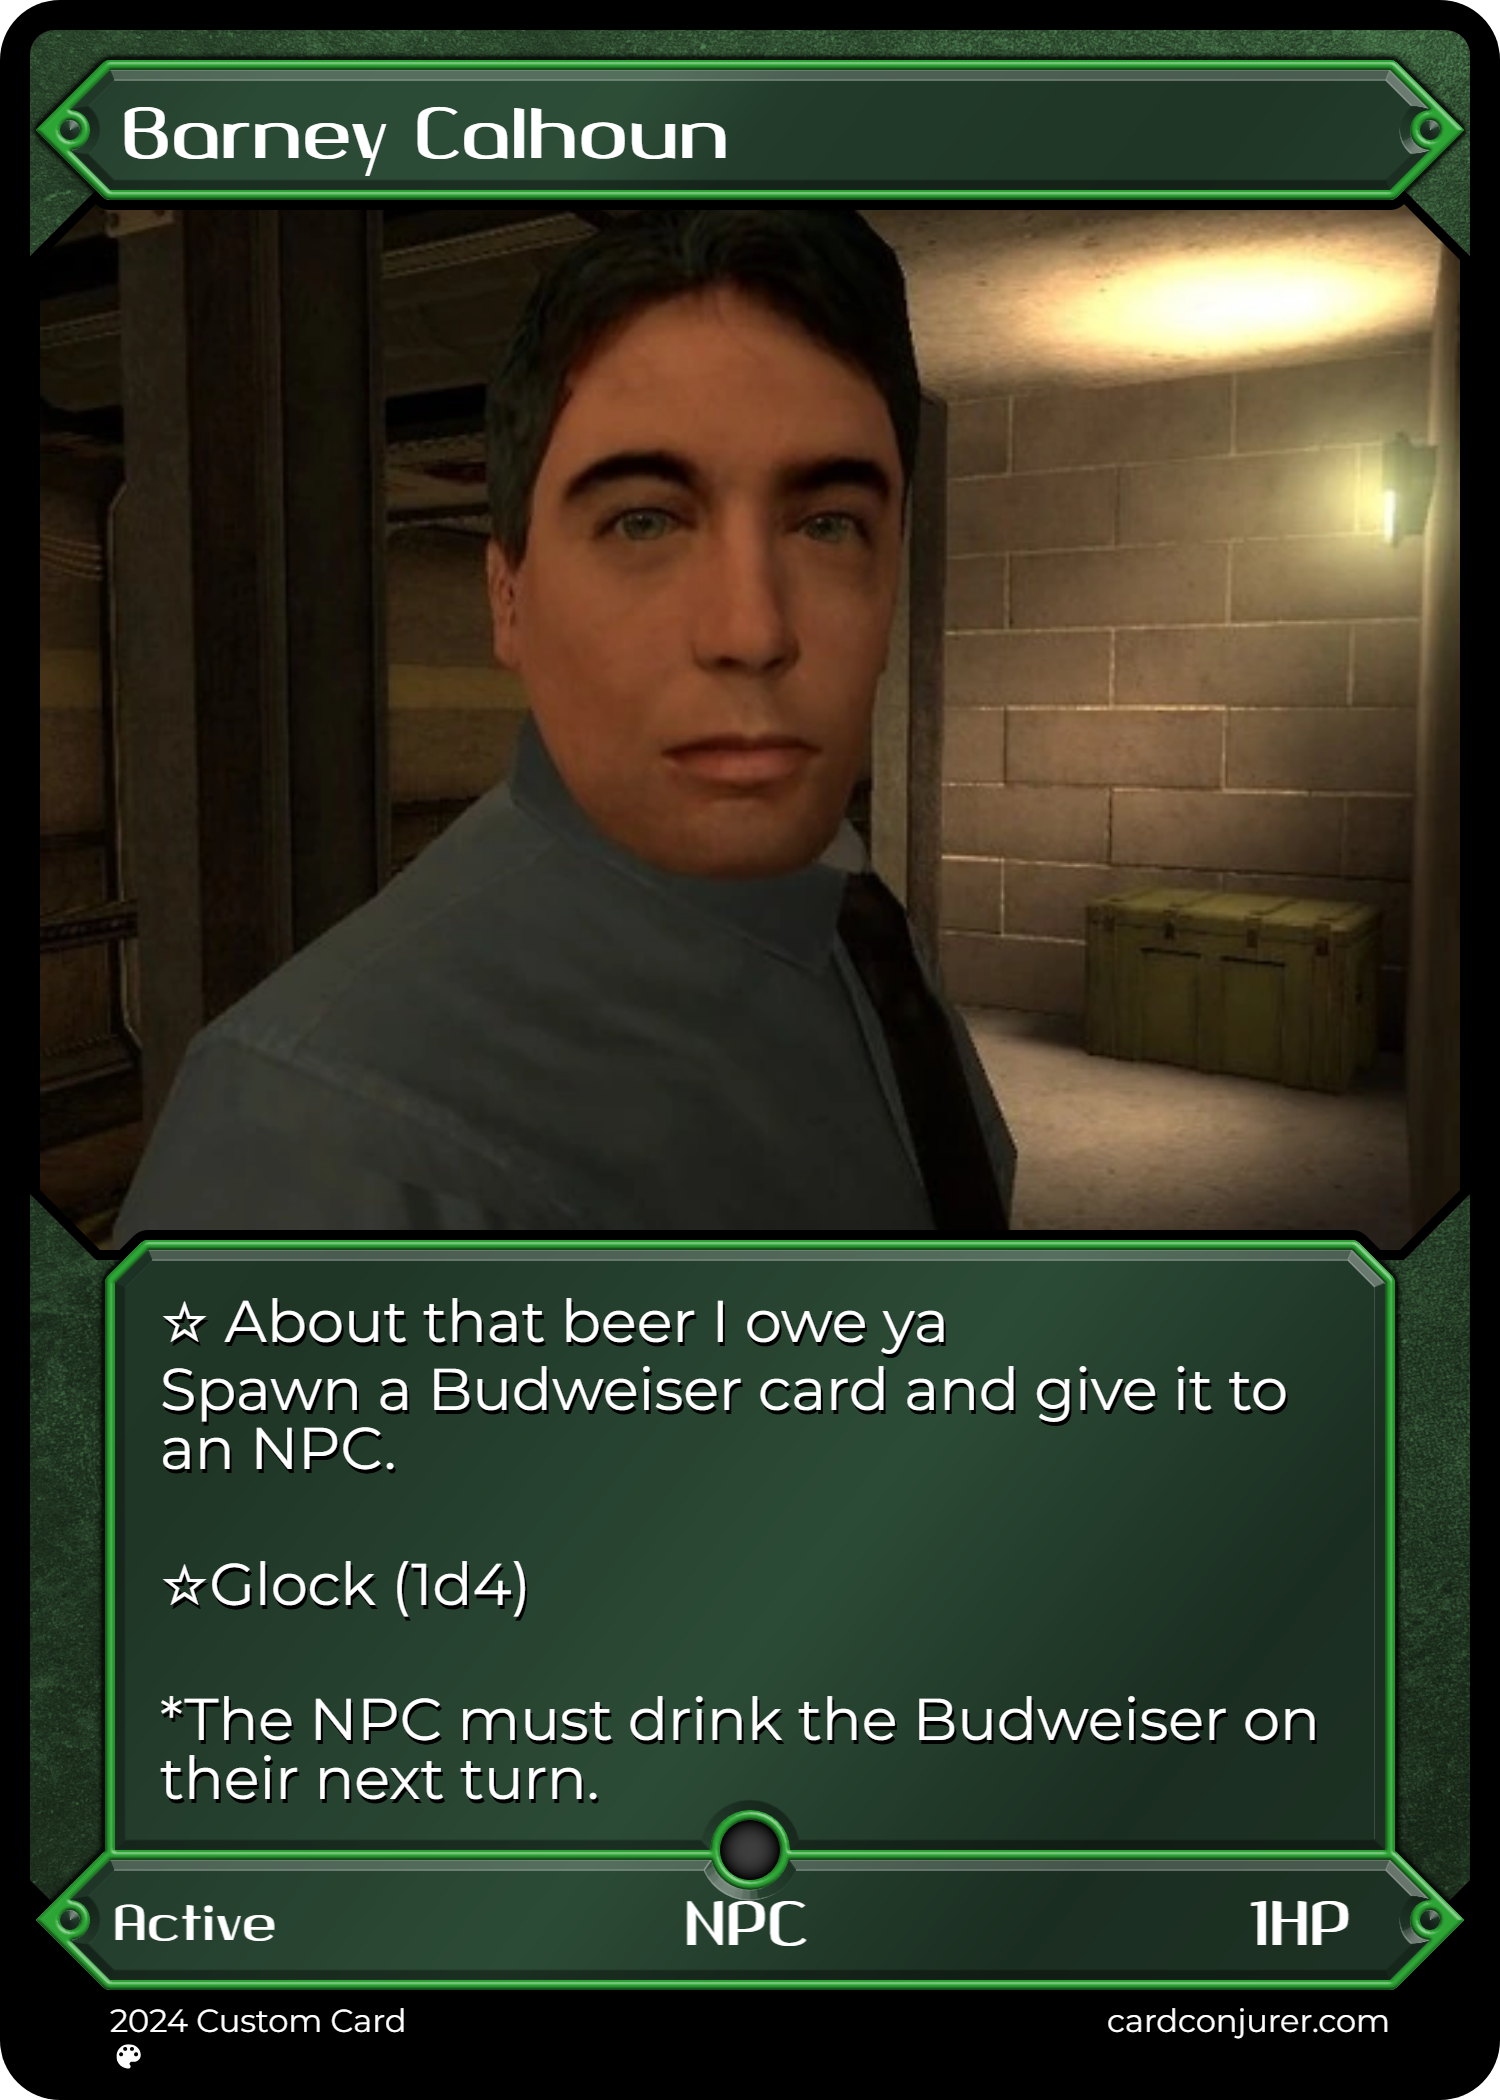 Barney Calhoun
☆ About that beer I owe ya
Spawn a Budweiser card and give it to
an NPC.
☆Glock (1d4)
*The NPC must drink the Budweiser on
their next turn.
Active NPC 1HP
2024 Custom Card cardconjurer.com